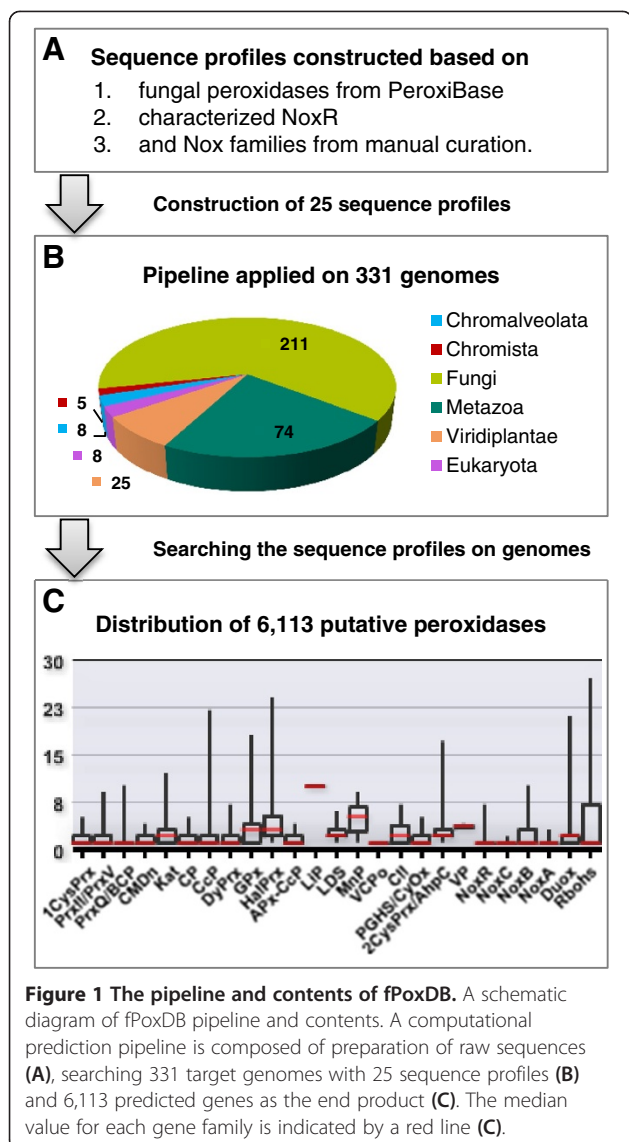 A
Sequence profiles constructed based on
1. fungal peroxidases from PeroxiBase
2. characterized NoxR
3. and Nox families from manual curation.
Construction of 25 sequence profiles
B
Pipeline applied on 331 genomes
211
74
5
8
8
25
Chromalveolata
Chromista
Fungi
Metazoa
Viridiplantae
Eukaryota
Searching the sequence profiles on genomes
C
Distribution of 6,113 putative peroxidases
30
23
15
8
0
1CysPrx
PrxII/PrxV
PrxQ/BCP
CMDn
Kat
CP
CcP
DyPrx
GPx
HalPrx
APx-CcP
LiP
LDS
MnP
VCPo
CII
PGHS/CyOx
2CysPrx/AhpC
VP
NoxR
NoxC
NoxB
NoxA
Duox
Rbohs
Figure 1 The pipeline and contents of fPoxDB. A schematic
diagram of fPoxDB pipeline and contents. A computational
prediction pipeline is composed of preparation of raw sequences
(A), searching 331 target genomes with 25 sequence profiles (B)
and 6,113 predicted genes as the end product (C). The median
value for each gene family is indicated by a red line (C).